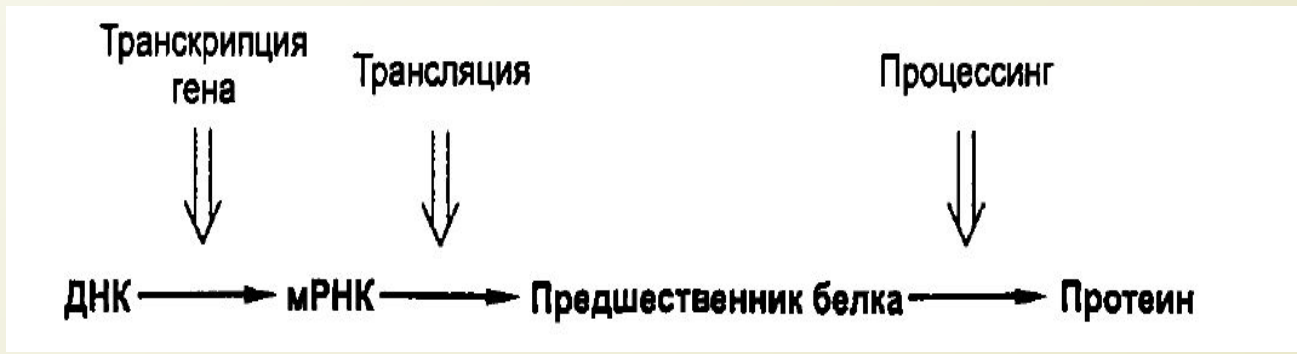 Транскрипция
гена
Трансляция
Процессинг
ДНК мРНК Предшественник белка Протеин